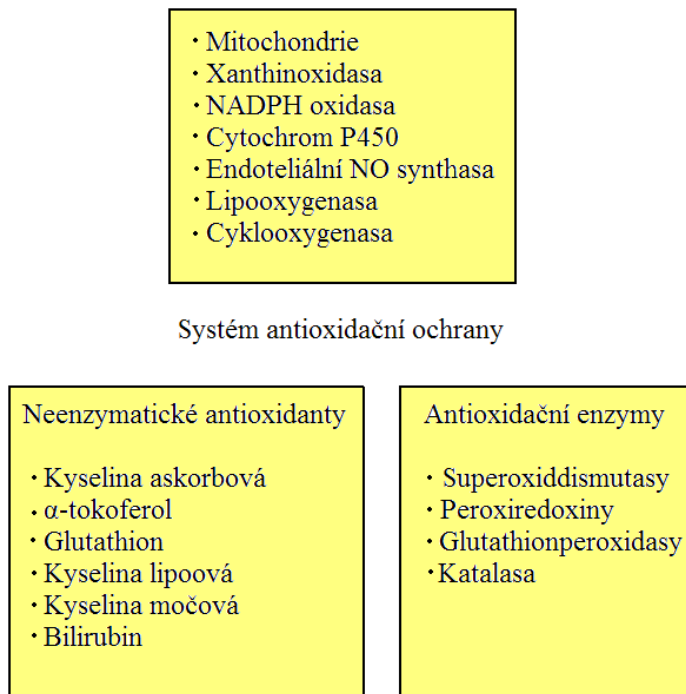 • Mitochondrie
• Xanthinoxidasa
• NADPH oxidasa
• Cytochrom P450
• Endoteliální NO synthasa
• Lipooxygenasa
• Cyklooxygenasa
Systém antioxidační ochrany
Neenzymatické antioxidanty
• Kyselina askorbová
• α-tokoferol
• Glutathion
• Kyselina lipoová
• Kyselina močová
• Bilirubin
Antioxidační enzymy
• Superoxiddismutasy
• Peroxiredoxiny
• Glutathionperoxidasy
• Katalasa